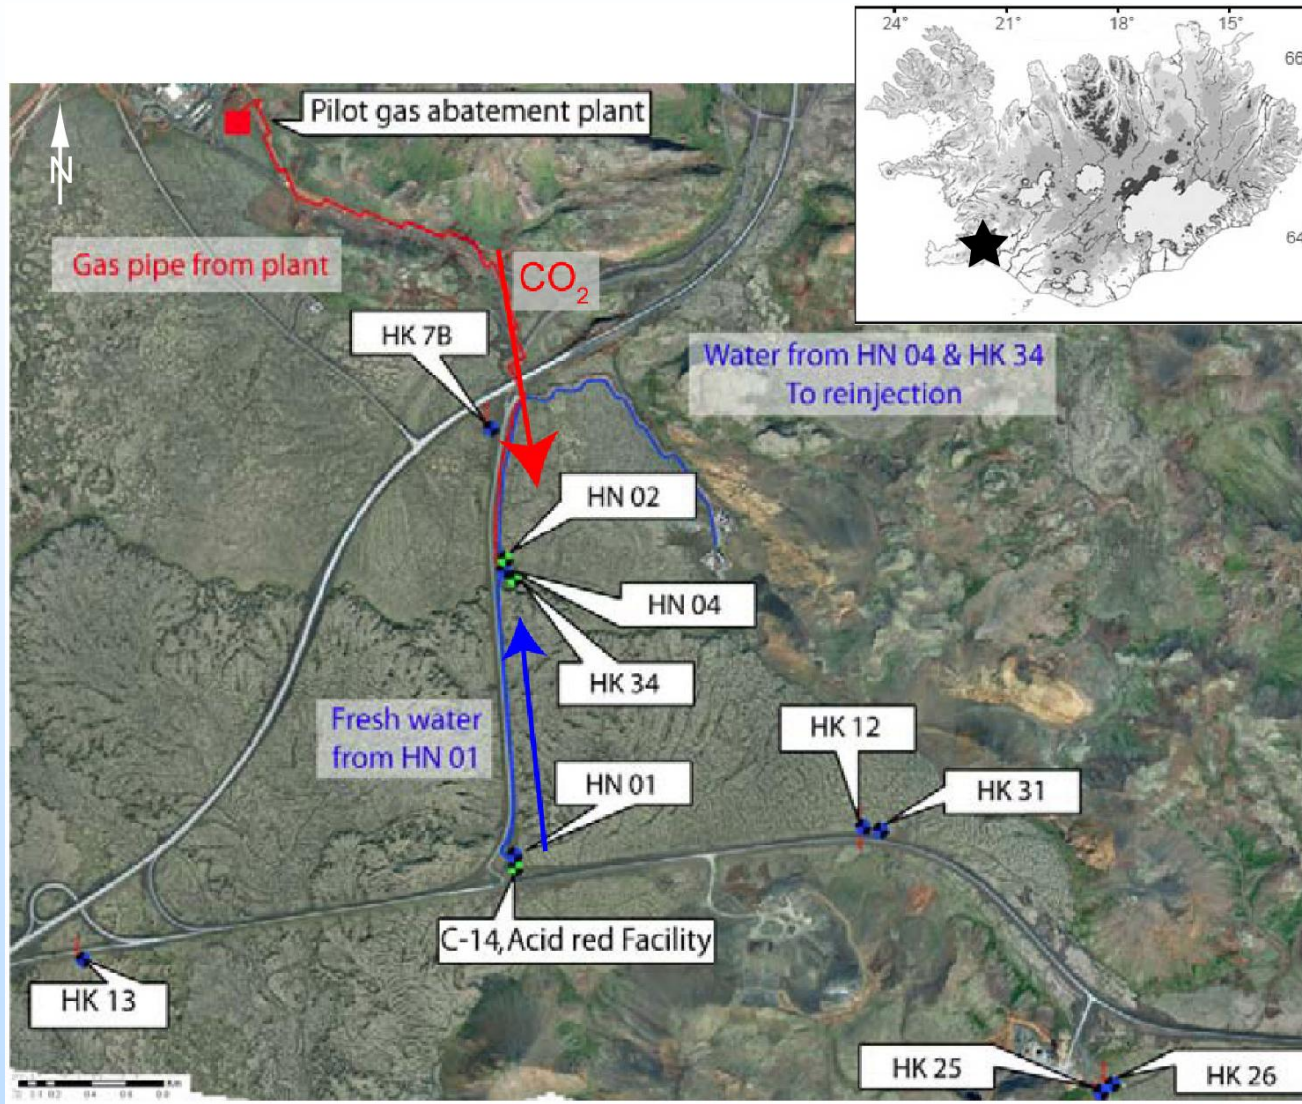 24° 21° 18° 15°
66
64
Pilot gas abatement plant
N
Gas pipe from plant
CO₂
HK 7B
Water from HN 04 & HK 34
To reinjection
HN 02
HN 04
HK 34
Fresh water
from HN 01
HN 01
HK 12
HK 31
C-14,Acid red Facility
HK 13
HK 25
HK 26